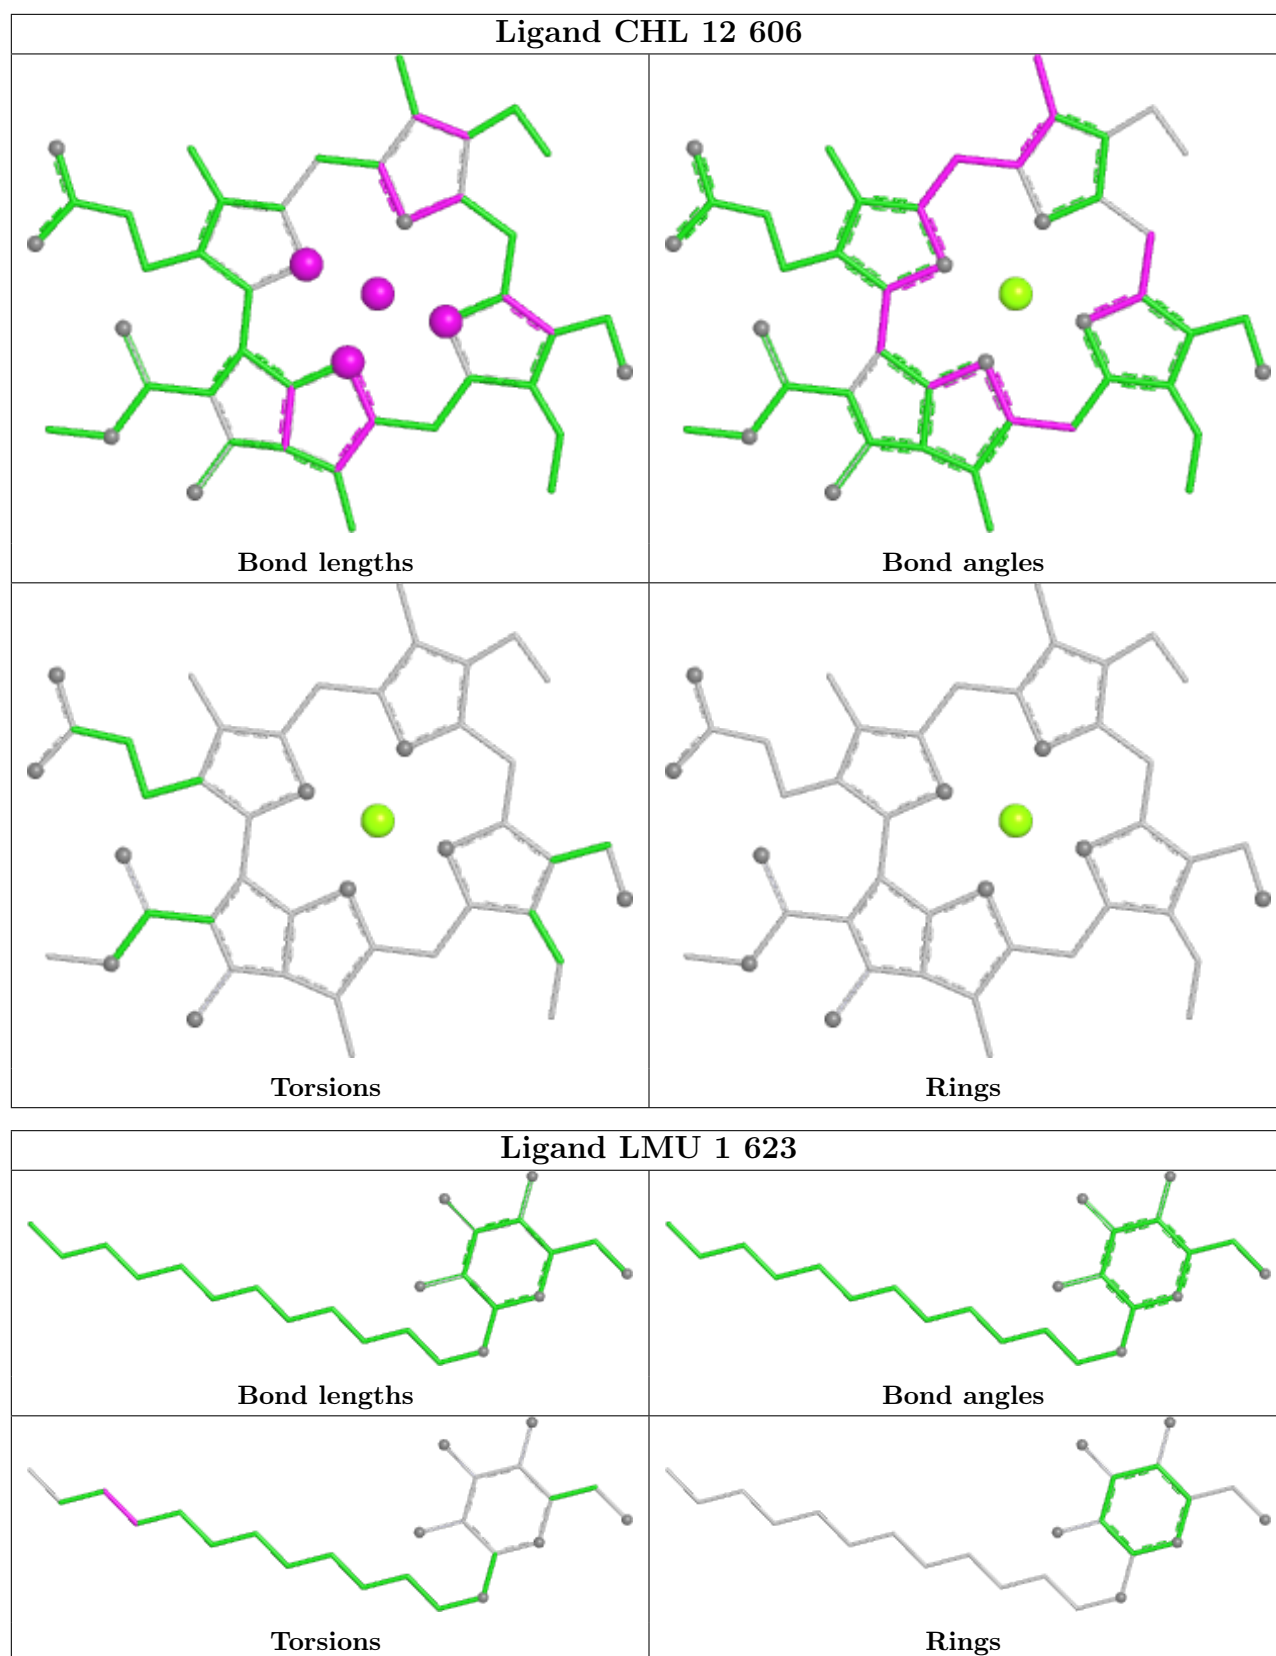 Ligand CHL 12 606
Bond lengths
Bond angles
Torsions
Rings
Ligand LMU 1 623
Bond lengths
Bond angles
Torsions
Rings